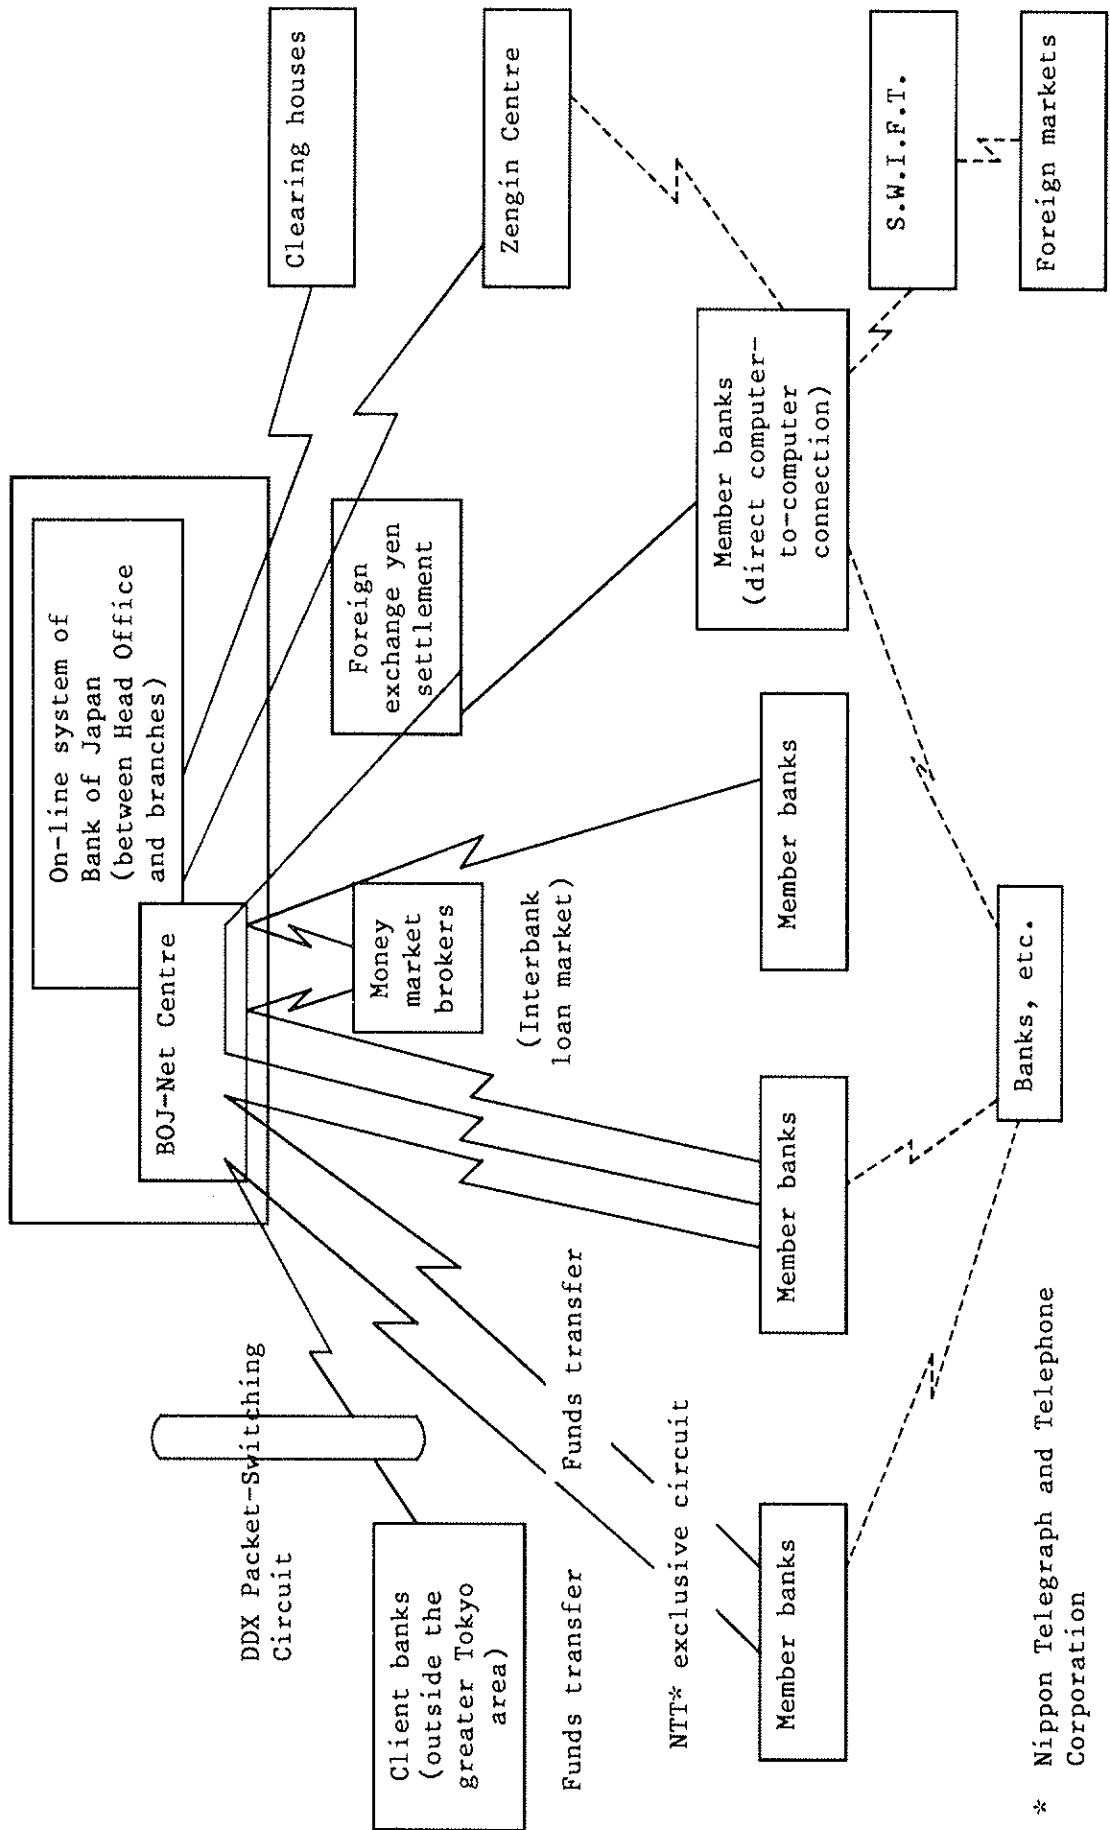 On-line system of
Bank of Japan
(between Head Office
and branches)
BOJ-Net Centre
Clearing houses
DDX Packet-Switching
Circuit
Foreign
exchange yen
settlement
Client banks
(outside the
greater Tokyo
area)
Money
market
brokers
Zengin Centre
(Interbank
loan market)
Funds transfer
Funds transfer
NTT* exclusive circuit
Member banks
(direct computer-
to-computer
connection)
Member banks
Member banks
Member banks
S.W.I.F.T.
Banks, etc.
Foreign markets
* Nippon Telegraph and Telephone
Corporation